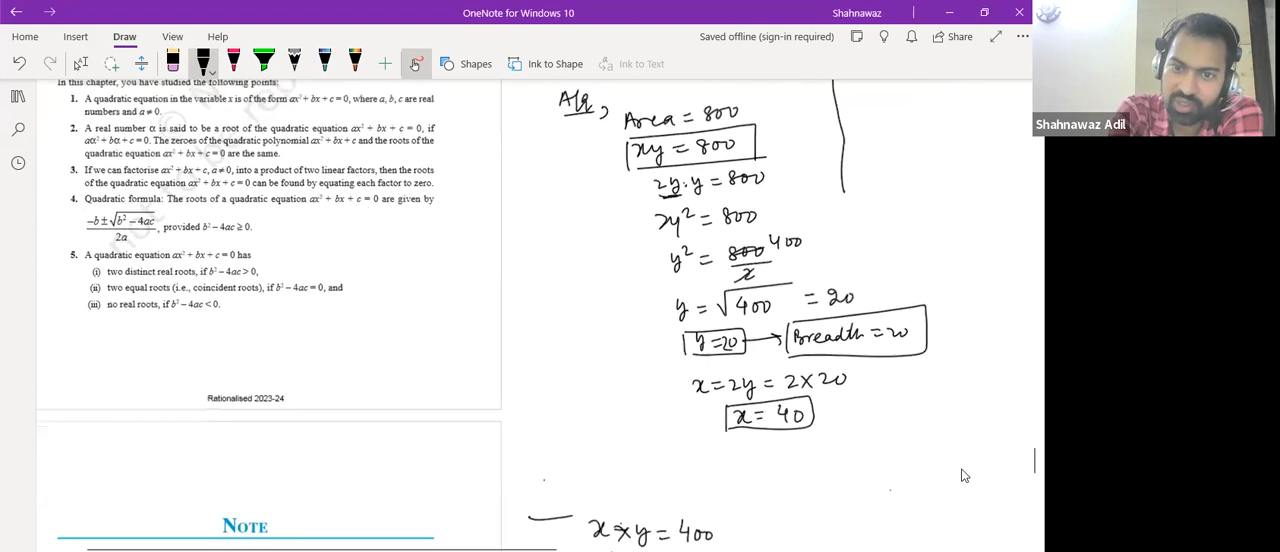 OneNote for Windows 10
Shahnawaz
Home Insert Draw View Help
Saved offline (sign-in required)
Share
Shapes
Ink to Shape
Ink to Text
In this chapter, you have studied the following points:
1. A quadratic equation in the variable x is of the form ax² + bx + c = 0, where a, b, c are real
numbers and a ≠ 0.
2. A real number α is said to be a root of the quadratic equation ax² + bx + c = 0, if
aα² + bα + c = 0. The zeroes of the quadratic polynomial ax² + bx + c and the roots of the
quadratic equation ax² + bx + c = 0 are the same.
3. If we can factorise ax² + bx + c, a ≠ 0, into a product of two linear factors, then the roots
of the quadratic equation ax² + bx + c = 0 can be found by equating each factor to zero.
4. Quadratic formula: The roots of a quadratic equation ax² + bx + c = 0 are given by
-b ± √b² – 4ac
2a
, provided b² – 4ac ≥ 0.
5. A quadratic equation ax² + bx + c = 0 has
(i) two distinct real roots, if b² – 4ac > 0,
(ii) two equal roots (i.e., coincident roots), if b² – 4ac = 0, and
(iii) no real roots, if b² – 4ac < 0.
Rationalised 2023-24
NOTE
A/q,
Area = 800
xy = 800
2y.y = 800
2y² = 800
y² = 800 400
2
y = √400 = 20
y = 20 → Breadth = 20
x = 2y = 2 × 20
x = 40
x × y = 400
Shahnawaz Adil